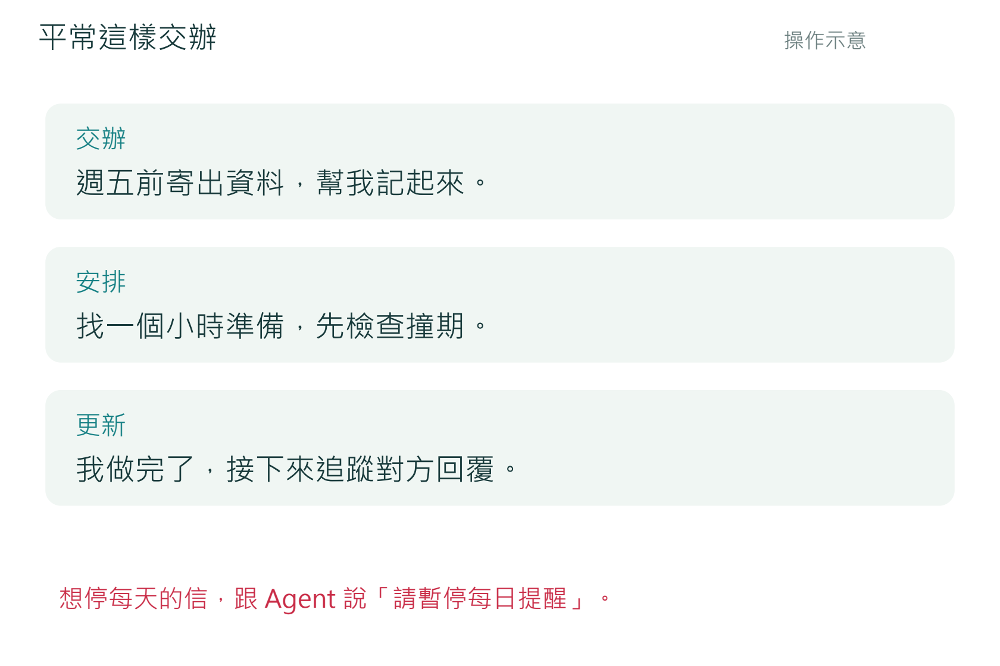 平常這樣交辦
操作示意
交辦
週五前寄出資料，幫我記起來。
安排
找一個小時準備，先檢查撞期。
更新
我做完了，接下來追蹤對方回覆。
想停每天的信，跟 Agent 說「請暫停每日提醒」。